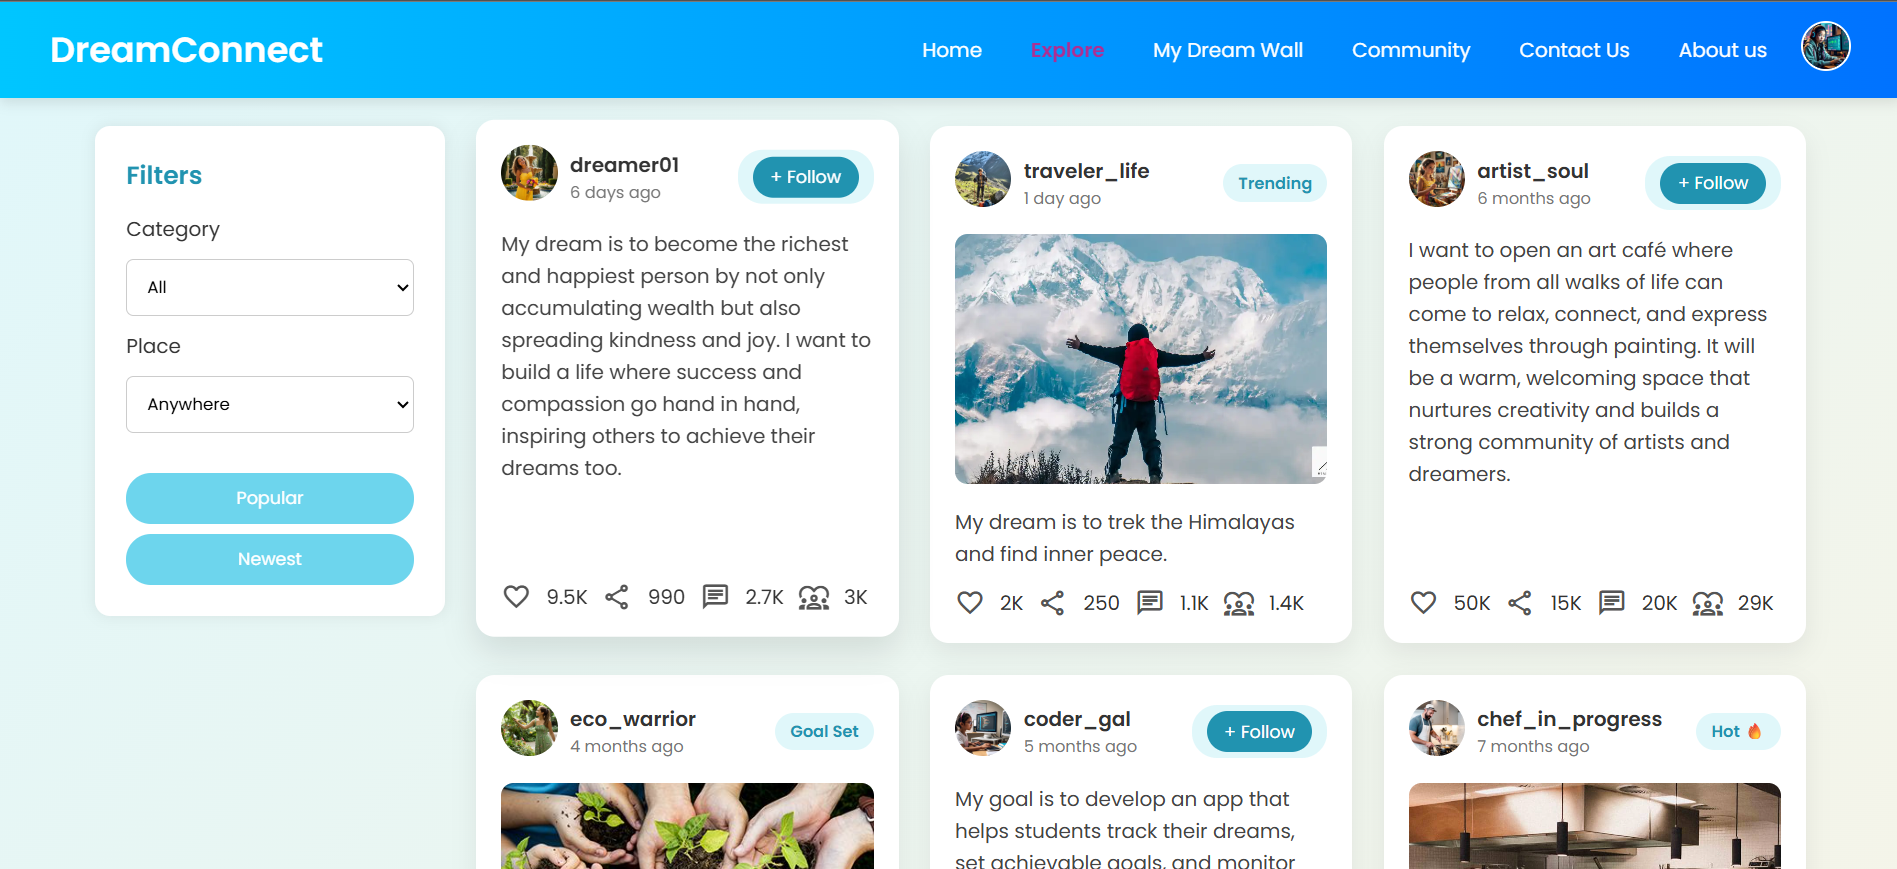 DreamConnect
Home
Explore
My Dream Wall
Community
Contact Us
About us
Filters
Category
All
Place
Anywhere
Popular
Newest
dreamer01
6 days ago
+ Follow
My dream is to become the richest
and happiest person by not only
accumulating wealth but also
spreading kindness and joy. I want to
build a life where success and
compassion go hand in hand,
inspiring others to achieve their
dreams too.
9.5K
990
2.7K
3K
traveler_life
1 day ago
Trending
My dream is to trek the Himalayas
and find inner peace.
2K
250
1.1K
1.4K
artist_soul
6 months ago
+ Follow
I want to open an art café where
people from all walks of life can
come to relax, connect, and express
themselves through painting. It will
be a warm, welcoming space that
nurtures creativity and builds a
strong community of artists and
dreamers.
50K
15K
20K
29K
eco_warrior
4 months ago
Goal Set
coder_gal
5 months ago
+ Follow
My goal is to develop an app that
helps students track their dreams,
set achievable goals, and monitor
chef_in_progress
7 months ago
Hot 🔥